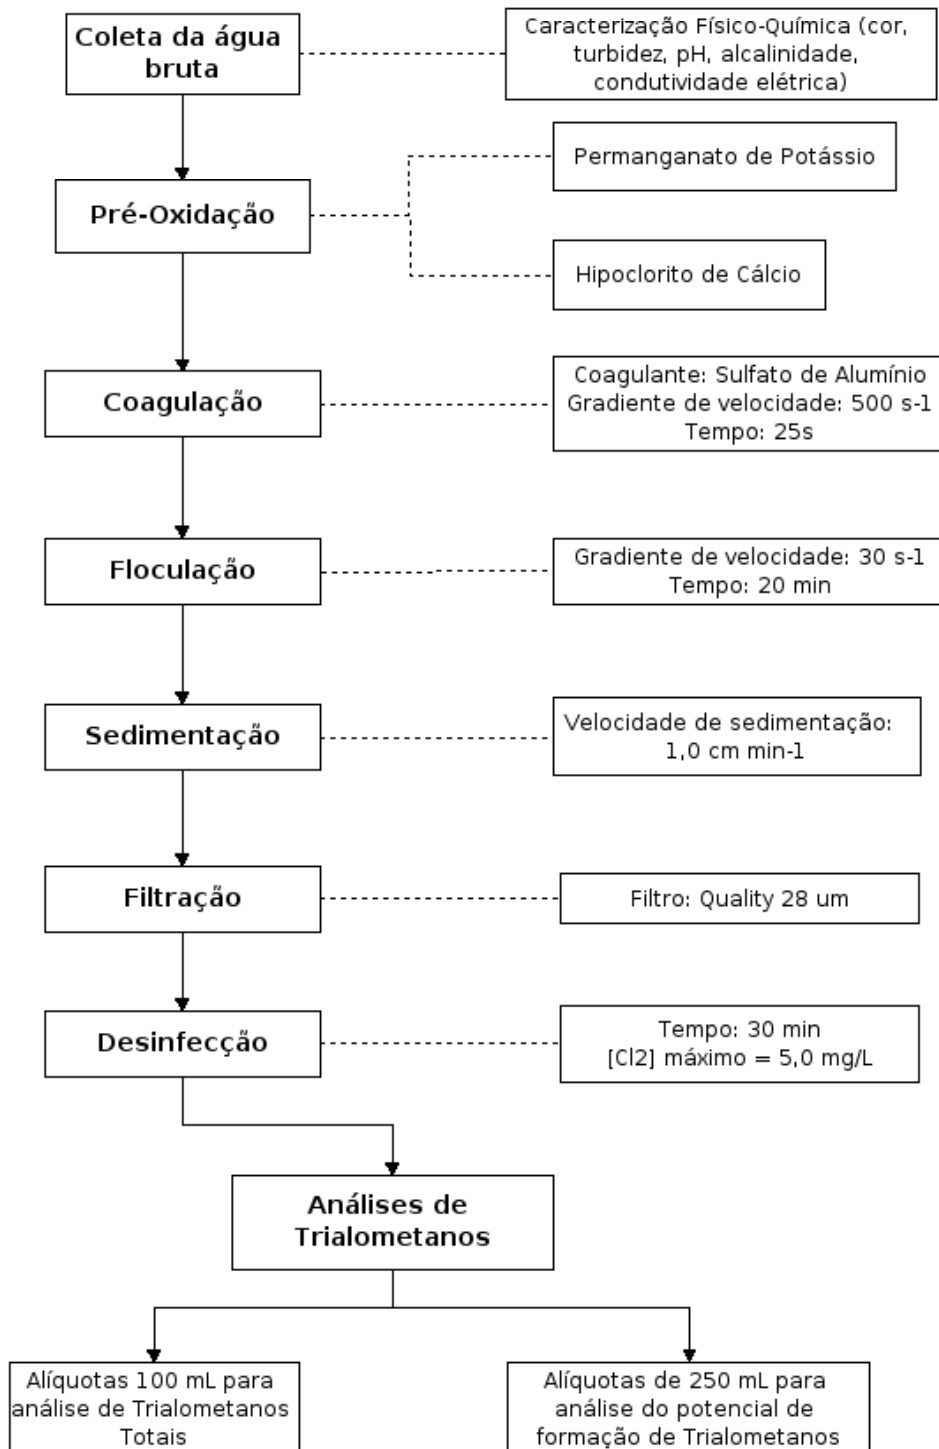 Coleta da água
bruta
Caracterização Físico-Química (cor,
turbidez, pH, alcalinidade,
condutividade elétrica)
Permanganato de Potássio
Pré-Oxidação
Hipoclorito de Cálcio
Coagulação
Coagulante: Sulfato de Alumínio
Gradiente de velocidade: 500 s-1
Tempo: 25s
Floculação
Gradiente de velocidade: 30 s-1
Tempo: 20 min
Sedimentação
Velocidade de sedimentação:
1,0 cm min-1
Filtração
Filtro: Quality 28 um
Desinfecção
Tempo: 30 min
[Cl2] máximo = 5,0 mg/L
Análises de
Trialometanos
Alíquotas 100 mL para
análise de Trialometanos
Totais
Alíquotas de 250 mL para
análise do potencial de
formação de Trialometanos